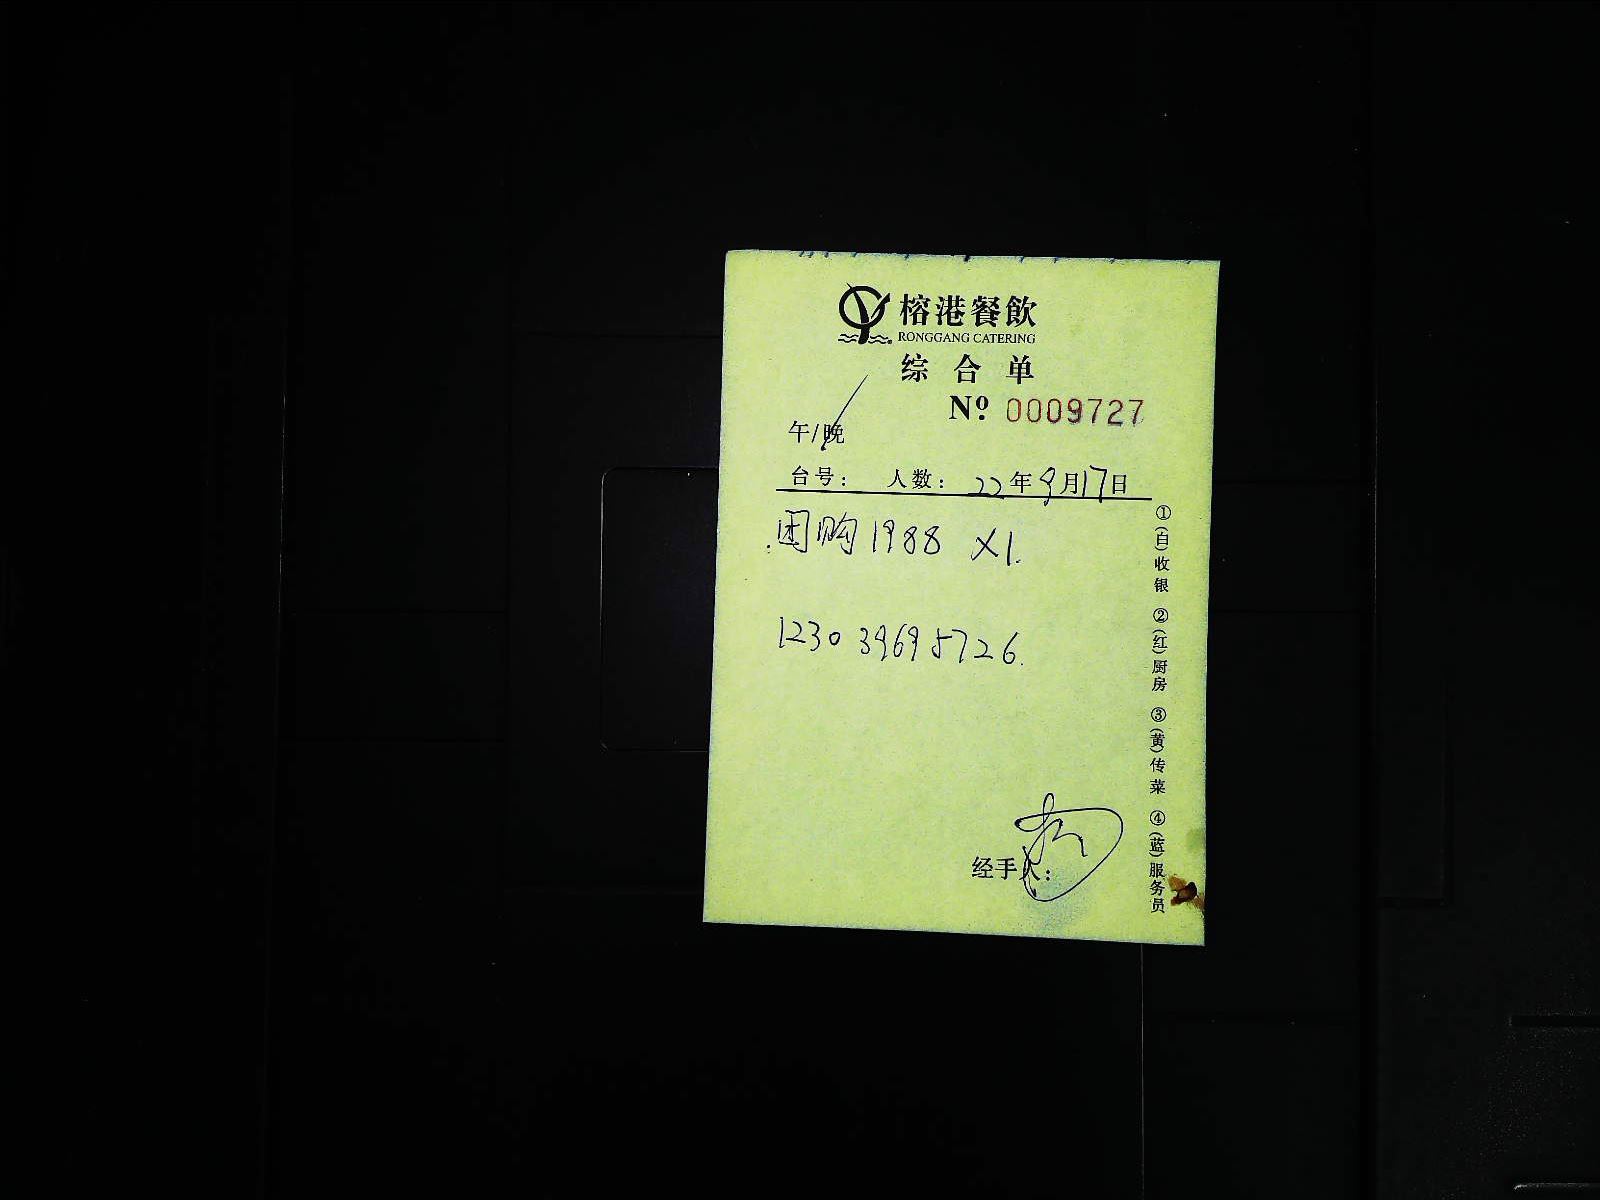 榕港餐飲
RONGGANG CATERING
综合单
Nº 0009727
午/晚
台号: 人数: 22年9月17日
团购1988 X1.
1230 3969 5726.
经手人:
①(白)收银 ②(红)厨房 ③(黄)传菜 ④(蓝)服务员